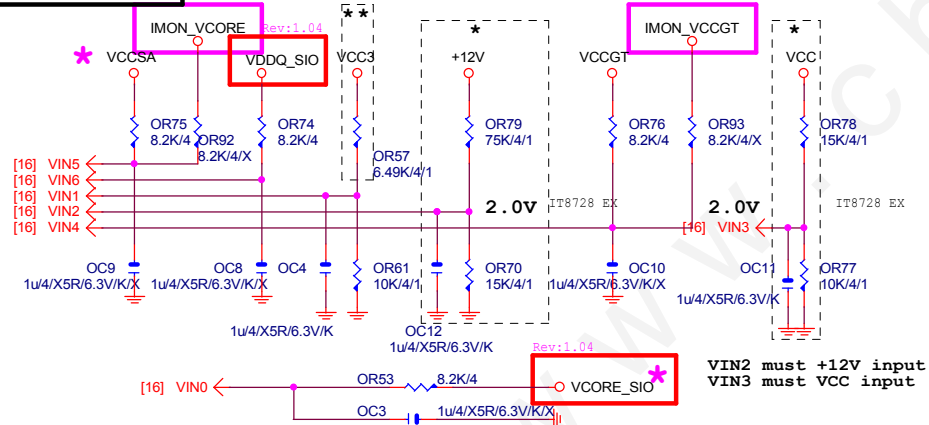 IMON_VCORE
Rev:1.04
**
IMON_VCCGT
*
*
*
VCCSA
VDDQ_SIO
VCC3
+12V
VCCGT
VCC
OR75
8.2K/4
OR92
8.2K/4/X
OR74
8.2K/4
OR57
6.49K/4/1
OR79
75K/4/1
OR76
8.2K/4
OR93
8.2K/4/X
OR78
15K/4/1
[16] VIN5
[16] VIN6
[16] VIN1
[16] VIN2
[16] VIN4
2.0V
IT8728 EX
2.0V
IT8728 EX
[16] VIN3
OC9
1u/4/X5R/6.3V/K/X
OC8
1u/4/X5R/6.3V/K/X
OC4
1u/4/X5R/6.3V/K
OR61
10K/4/1
OC12
1u/4/X5R/6.3V/K
OR70
15K/4/1
OC10
1u/4/X5R/6.3V/K/X
OC11
1u/4/X5R/6.3V/K
OR77
10K/4/1
Rev:1.04
[16] VIN0
OR53
8.2K/4
VCORE_SIO
*
OC3
1u/4/X5R/6.3V/K/X
VIN2 must +12V input
VIN3 must VCC input